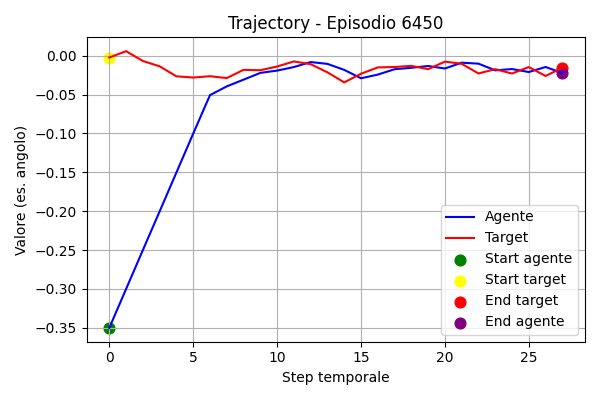 Trajectory - Episodio 6450
Valore (es. angolo)
0.00
−0.05
−0.10
−0.15
−0.20
−0.25
−0.30
−0.35
Agente
Target
Start agente
Start target
End target
End agente
0 5 10 15 20 25
Step temporale